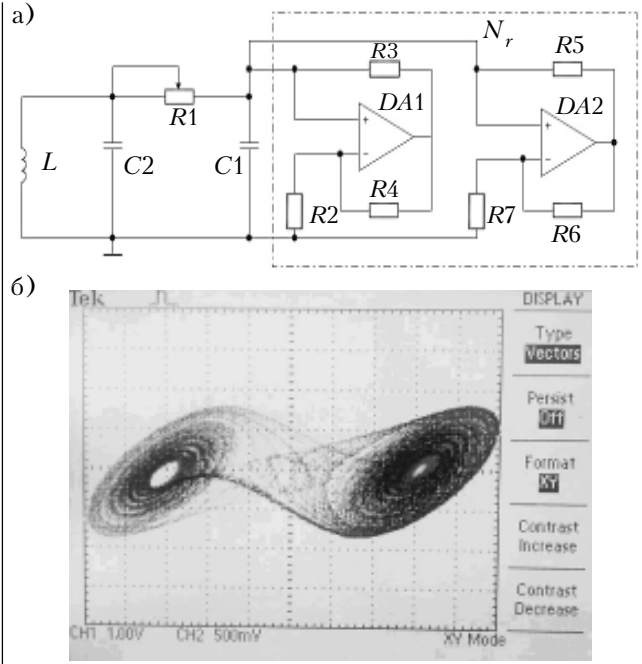 а)
N_r
R3
R5
DA1
DA2
R1
L
C2
C1
R4
R2
R7
R6
б)
Tek
DISPLAY
Type
Vectors
Persist
Off
Format
XY
Contrast
Increase
Contrast
Decrease
CH1 1.00V CH2 500mV XY Mode